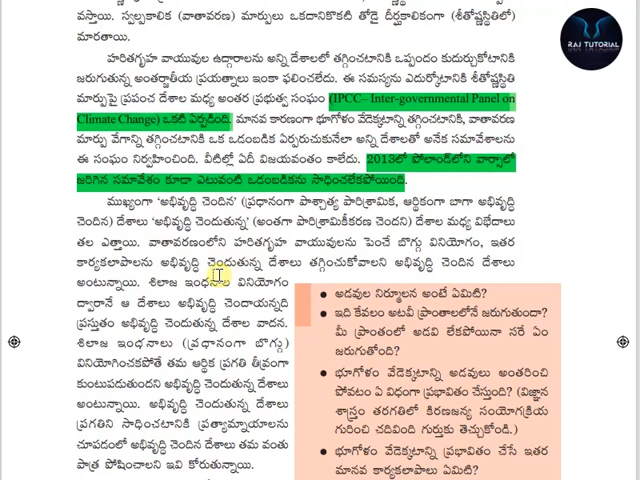 వస్తాయి. స్వల్పకాలిక (వాతావరణ) మార్పులు ఒకదానికొకటి తోడై దీర్ఘకాలికంగా (శీతోష్ణస్థితిలో)
మారతాయి.
RAJ TUTORIAL
హరితగృహ వాయువుల ఉద్గారాలను అన్ని దేశాలలో తగ్గించటానికి ఒప్పందం కుదుర్చుకోటానికి
జరుగుతున్న అంతర్జాతీయ ప్రయత్నాలు ఇంకా ఫలించలేదు. ఈ సమస్యను ఎదుర్కోటానికి శీతోష్ణస్థితి
మార్పుపై ప్రపంచ దేశాల మధ్య అంతర ప్రభుత్వ సంఘం (IPCC– Inter-governmental Panel on
Climate Change) ఒకటి ఏర్పడింది. మానవ కారణంగా భూగోళం వేడెక్కటాన్ని తగ్గించటానికి, వాతావరణ
మార్పు వేగాన్ని తగ్గించటానికి ఒక ఒడంబడిక ఏర్పరుచుకునేలా అన్ని దేశాలతో అనేక సమావేశాలను
ఈ సంఘం నిర్వహించింది. వీటిల్లో ఏదీ విజయవంతం కాలేదు. 2013లో పోలాండ్‌లోని వార్సాలో
జరిగిన సమావేశం కూడా ఎటువంటి ఒడంబడికను సాధించలేకపోయింది.
ముఖ్యంగా ‘అభివృద్ధి చెందిన’ (ప్రధానంగా పాశ్చాత్య పారిశ్రామిక, ఆర్థికంగా బాగా అభివృద్ధి
చెందిన) దేశాలు ‘అభివృద్ధి చెందుతున్న’ (అంతగా పారిశ్రామికీకరణ చెందని) దేశాల మధ్య విభేదాలు
తల ఎత్తాయి. వాతావరణంలోని హరితగృహ వాయువులను పెంచే బొగ్గు వినియోగం, ఇతర
కార్యకలాపాలను అభివృద్ధి చెందుతున్న దేశాలు తగ్గించుకోవాలని అభివృద్ధి చెందిన దేశాలు
అంటున్నాయి. శిలాజ ఇంధనాల వినియోగం
ద్వారానే ఆ దేశాలు అభివృద్ధి చెందాయన్నది
ప్రస్తుతం అభివృద్ధి చెందుతున్న దేశాల వాదన.
శిలాజ ఇంధనాలు (ప్రధానంగా బొగ్గు)
వినియోగించకపోతే తమ ఆర్థిక ప్రగతి తీవ్రంగా
కుంటుపడుతుందని అభివృద్ధి చెందుతున్న దేశాలు
అంటున్నాయి. అభివృద్ధి చెందుతున్న దేశాలు
ప్రగతిని సాధించటానికి ప్రత్యామ్నాయాలను
చూపడంలో అభివృద్ధి చెందిన దేశాలు తమ వంతు
పాత్ర పోషించాలని ఇవి కోరుతున్నాయి.
• అడవుల నిర్మూలన అంటే ఏమిటి?
• ఇది కేవలం అటవీ ప్రాంతాలలోనే జరుగుతుందా?
మీ ప్రాంతంలో అడవి లేకపోయినా సరే ఏం
జరుగుతోంది?
• భూగోళం వేడెక్కటాన్ని అడవులు అంతరించి
పోవటం ఏ విధంగా ప్రభావితం చేస్తుంది? (విజ్ఞాన
శాస్త్రం తరగతిలో కిరణజన్య సంయోగక్రియ
గురించి చదివింది గుర్తుకు తెచ్చుకోండి.)
• భూగోళం వేడెక్కటాన్ని ప్రభావితం చేసే ఇతర
మానవ కార్యకలాపాలు ఏమిటి?